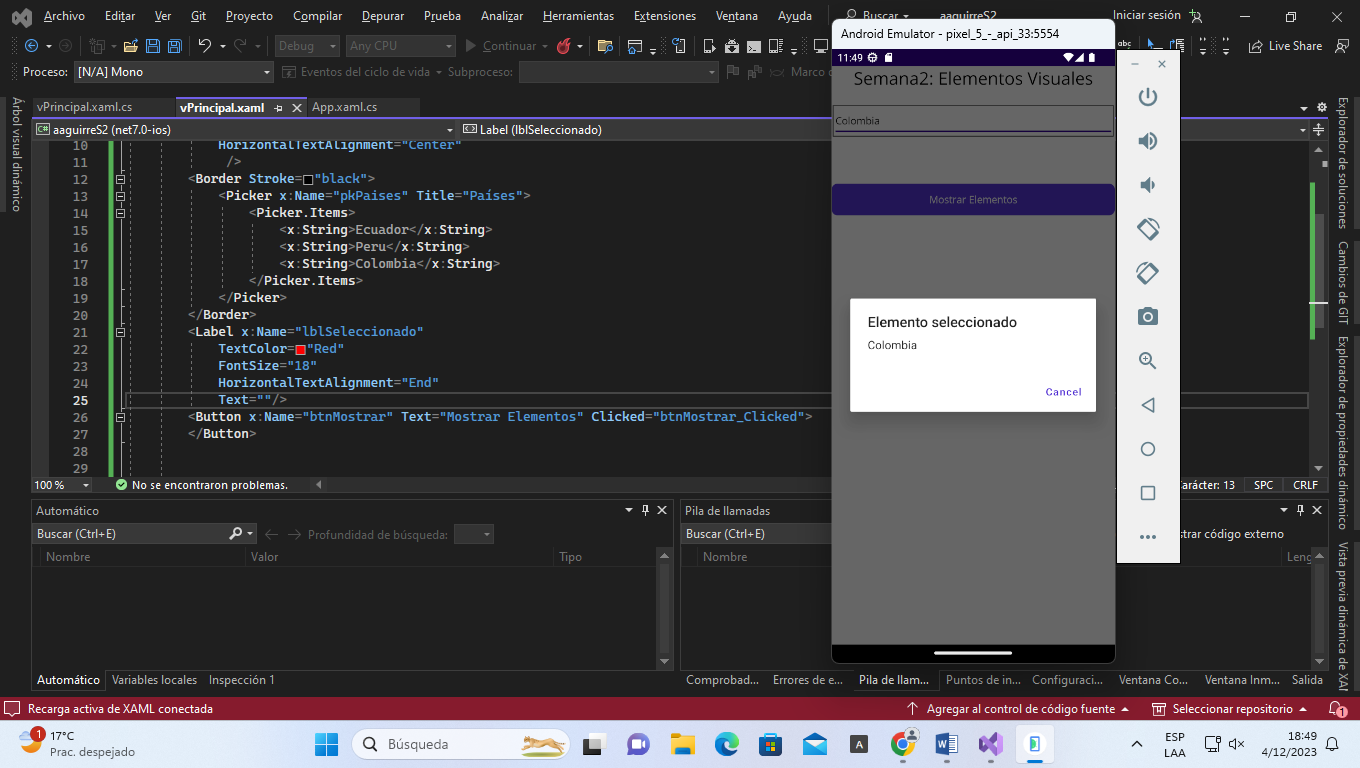 Archivo Editar Ver Git Proyecto Compilar Depurar Prueba Analizar Herramientas Extensiones Ventana Ayuda Buscar aaguirreS2 Iniciar sesión
Debug Any CPU Continuar Live Share
Proceso: [N/A] Mono Eventos del ciclo de vida Subproceso: Marco
vPrincipal.xaml.cs vPrincipal.xaml App.xaml.cs
aaguirreS2 (net7.0-ios) Label (lblSeleccionado)
Árbol visual dinámico
10 HorizontalTextAlignment="Center"
11 />
12 <Border Stroke="black">
13 <Picker x:Name="pkPaises" Title="Países">
14 <Picker.Items>
15 <x:String>Ecuador</x:String>
16 <x:String>Peru</x:String>
17 <x:String>Colombia</x:String>
18 </Picker.Items>
19 </Picker>
20 </Border>
21 <Label x:Name="lblSeleccionado"
22 TextColor="Red"
23 FontSize="18"
24 HorizontalTextAlignment="End"
25 Text=""/>
26 <Button x:Name="btnMostrar" Text="Mostrar Elementos" Clicked="btnMostrar_Clicked">
27 </Button>
28
29
100 % No se encontraron problemas. Carácter: 13 SPC CRLF
Android Emulator - pixel_5_-_api_33:5554
11:49
Semana2: Elementos Visuales
Colombia
Mostrar Elementos
Elemento seleccionado
Colombia
Cancel
Explorador de soluciones
Cambios de GIT
Explorador de propiedades dinámico
Vista previa dinámica de XAI
Automático
Buscar (Ctrl+E) Profundidad de búsqueda:
Nombre Valor Tipo
Pila de llamadas
Buscar (Ctrl+E) strar código externo
Nombre Leng
Automático Variables locales Inspección 1
Comprobad... Errores de e... Pila de llam... Puntos de in... Configuraci... Ventana Co... Ventana Inm... Salida
Recarga activa de XAML conectada Agregar al control de código fuente Seleccionar repositorio 1
1 17°C
Prac. despejado
Búsqueda
ESP
LAA
18:49
4/12/2023